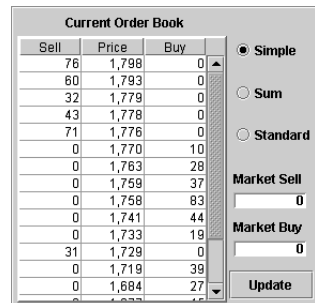 Current Order Book
Sell Price Buy
76 1,798 0
60 1,793 0
32 1,779 0
43 1,778 0
71 1,776 0
0 1,770 10
0 1,763 28
0 1,759 37
0 1,758 83
0 1,741 44
0 1,733 19
31 1,729 0
0 1,719 39
0 1,684 27
Simple
Sum
Standard
Market Sell
0
Market Buy
0
Update